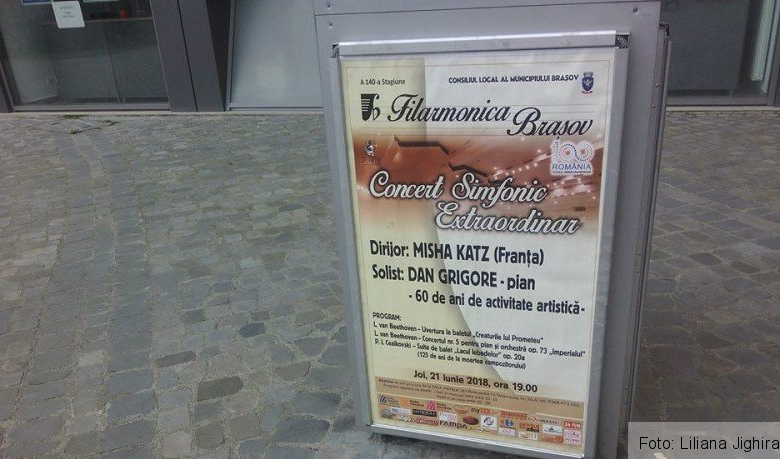 A 140-a Stagiune
CONSILIUL LOCAL AL MUNICIPIULUI BRAȘOV
Filarmonica
Brașov
100
ROMÂNIA
Concert Simfonic
Extraordinar
Dirijor: MISHA KATZ (Franța)
Solist: DAN GRIGORE - pian
- 60 de ani de activitate artistică -
PROGRAM:
L. van Beethoven - Uvertura la baletul „Creaturile lui Prometeu”
L. van Beethoven - Concertul nr. 5 pentru pian și orchestră op. 73 „Imperialul”
P. I. Ceaikovski - Suita de balet „Lacul lebedelor” op. 20a
(125 de ani de la moartea compozitorului)
Joi, 21 iunie 2018, ora 19.00
Foto: Liliana Jighira